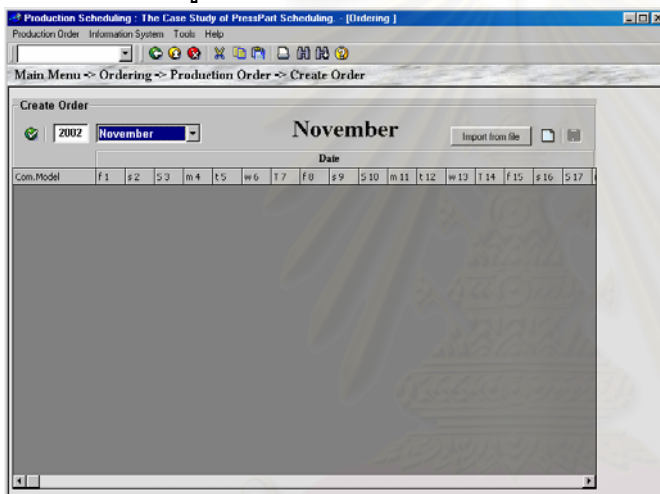 Production Scheduling : The Case Study of PressPart Scheduling. - [Ordering ]
Production Order Information System Tools Help
Main Menu -> Ordering -> Production Order -> Create Order
Create Order
2002 November November Import from file
Date
Com.Model f 1 s 2 S 3 m 4 t 5 w 6 T 7 f 8 s 9 S 10 m 11 t 12 w 13 T 14 f 15 s 16 S 17